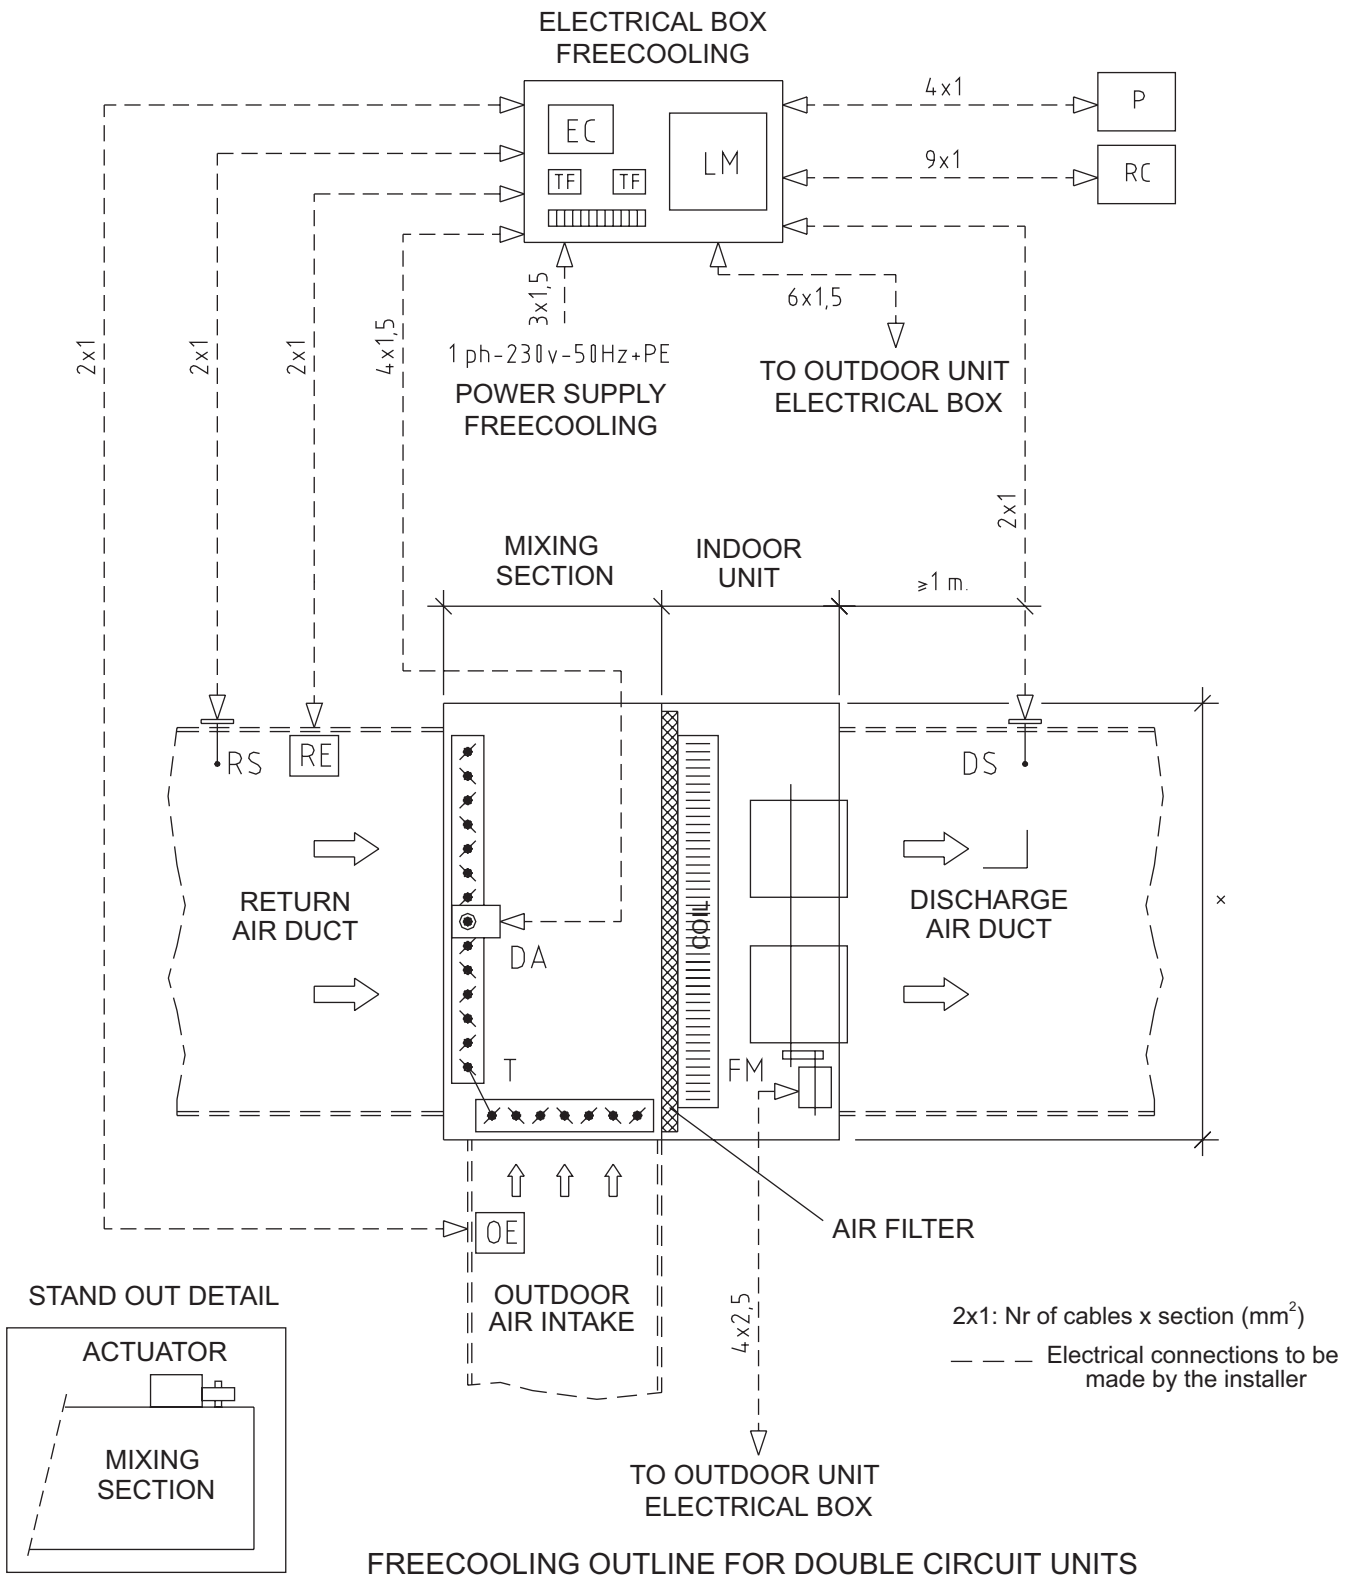 ELECTRICAL BOX
FREECOOLING
EC
LM
TF
TF
4x1
P
9x1
RC
3x1,5
6x1,5
1 ph-230v-50Hz+PE
POWER SUPPLY
FREECOOLING
TO OUTDOOR UNIT
ELECTRICAL BOX
2x1
2x1
2x1
4x1,5
2x1
MIXING
SECTION
INDOOR
UNIT
≥1 m.
RS
RE
DS
RETURN
AIR DUCT
DA
COIL
DISCHARGE
AIR DUCT
x
T
FM
OE
AIR FILTER
OUTDOOR
AIR INTAKE
4x2,5
STAND OUT DETAIL
ACTUATOR
MIXING
SECTION
2x1: Nr of cables x section (mm²)
Electrical connections to be
made by the installer
TO OUTDOOR UNIT
ELECTRICAL BOX
FREECOOLING OUTLINE FOR DOUBLE CIRCUIT UNITS